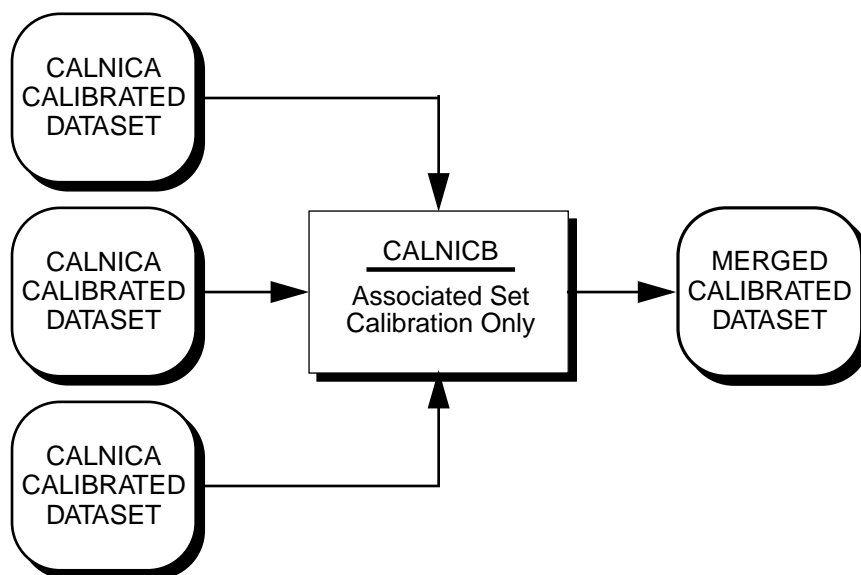 CALNICA
CALIBRATED
DATASET
CALNICA
CALIBRATED
DATASET
CALNICA
CALIBRATED
DATASET
CALNICB
Associated Set
Calibration Only
MERGED
CALIBRATED
DATASET